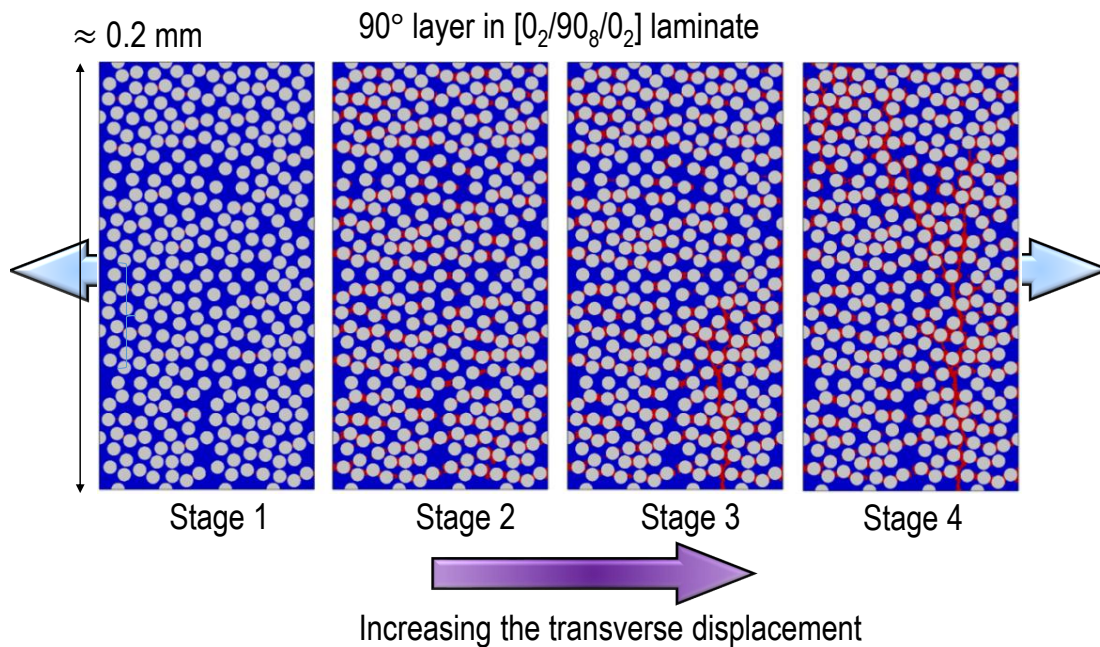 ≈ 0.2 mm
90° layer in [0₂/90₈/0₂] laminate
Stage 1
Stage 2
Stage 3
Stage 4
Increasing the transverse displacement